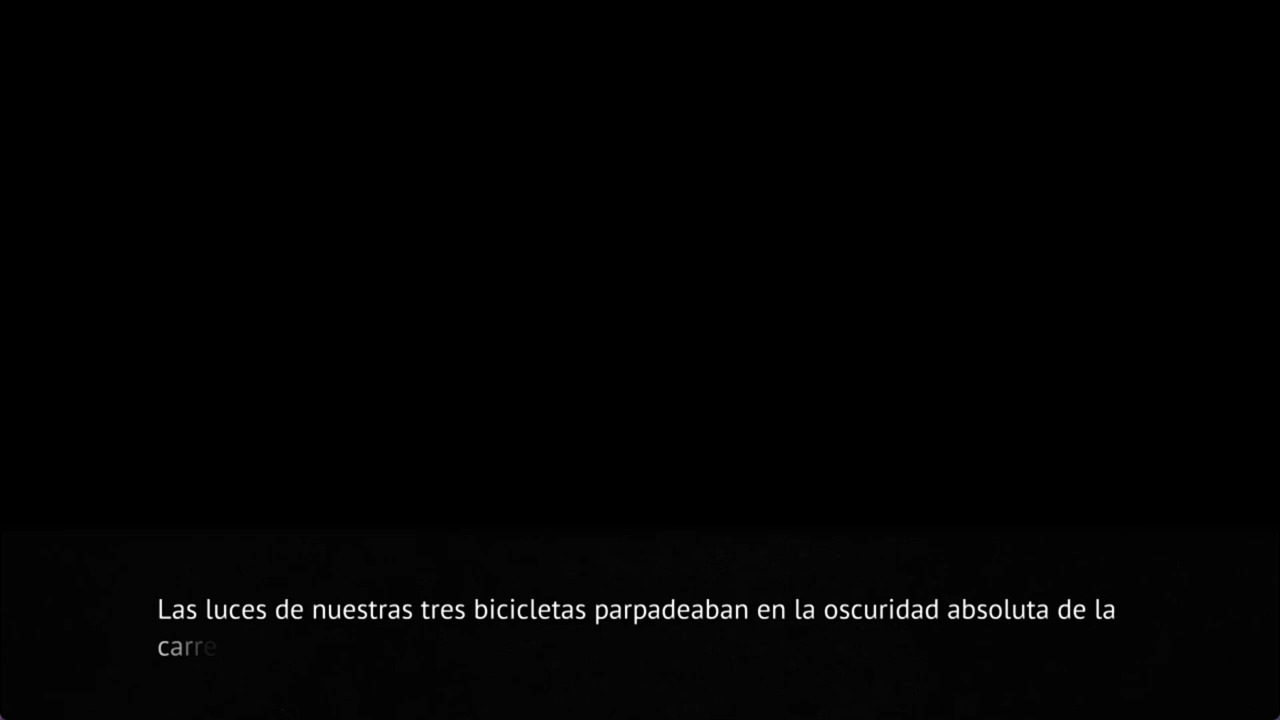 Las luces de nuestras tres bicicletas parpadeaban en la oscuridad absoluta de la
carre